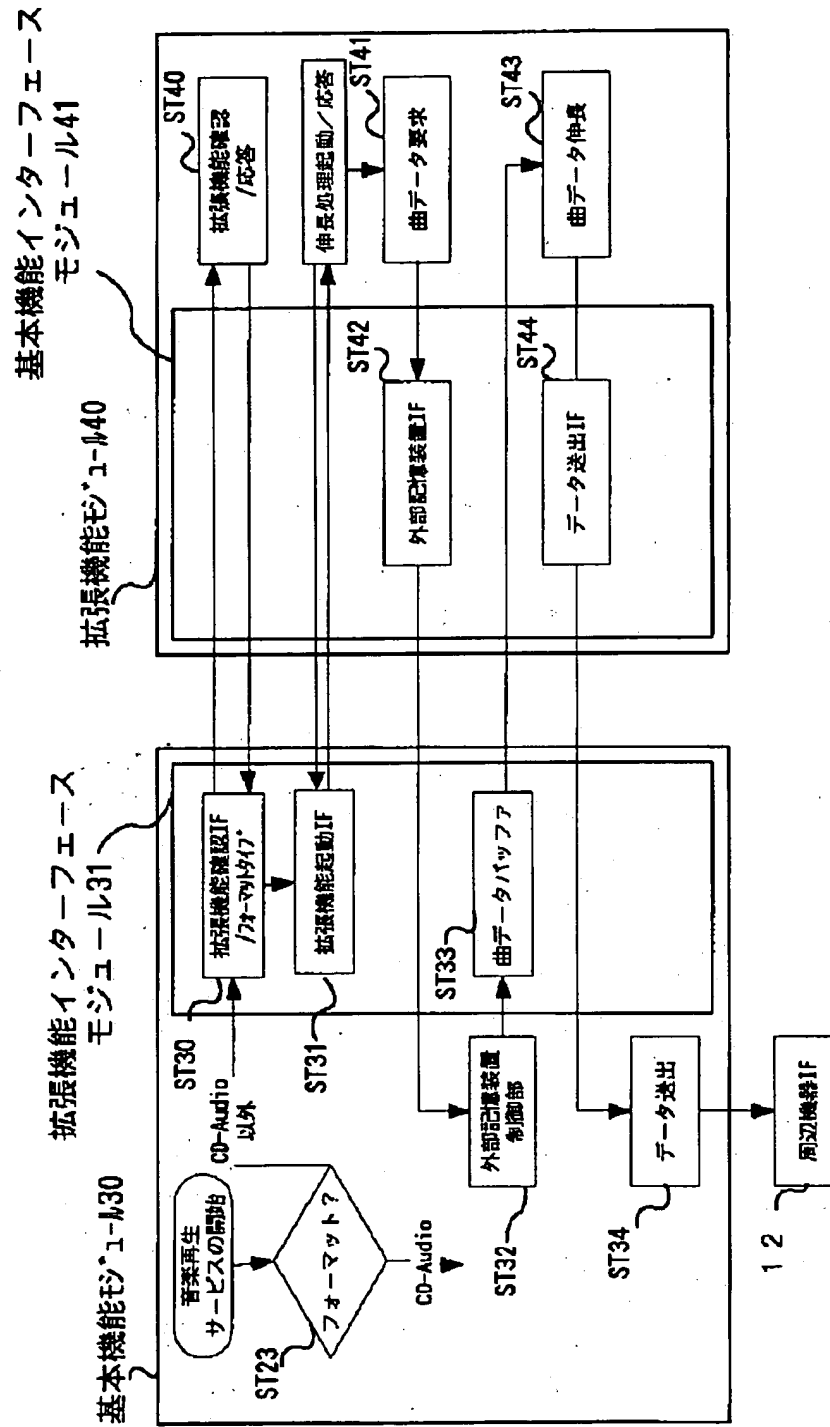 基本機能モジュール30
拡張機能インターフェース
モジュール31
拡張機能モジュール40
基本機能インターフェース
モジュール41
音楽再生
サービスの開始
フォーマット?
ST23
CD-Audio
CD-Audio
以外
ST30
拡張機能確認IF
/フォーマットタイプ
拡張機能起動IF
ST31
外部記憶装置
制御部
ST32
ST33
曲データバッファ
データ送出
ST34
周辺機器IF
12
ST40
拡張機能確認
/応答
伸長処理起動/応答
ST41
曲データ要求
ST42
外部記憶装置IF
ST43
曲データ伸長
ST44
データ送出IF